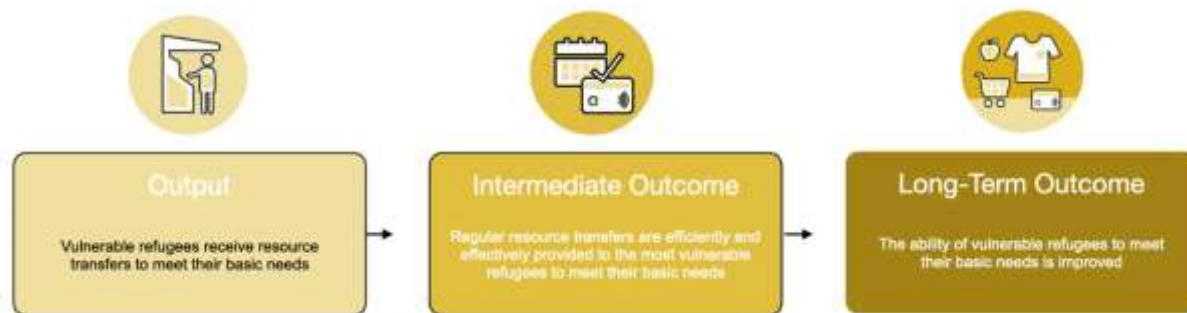 Output
Vulnerable refugees receive resource
transfers to meet their basic needs
Intermediate Outcome
Regular resource transfers are efficiently and
effectively provided to the most vulnerable
refugees to meet their basic needs
Long-Term Outcome
The ability of vulnerable refugees to meet
their basic needs is improved